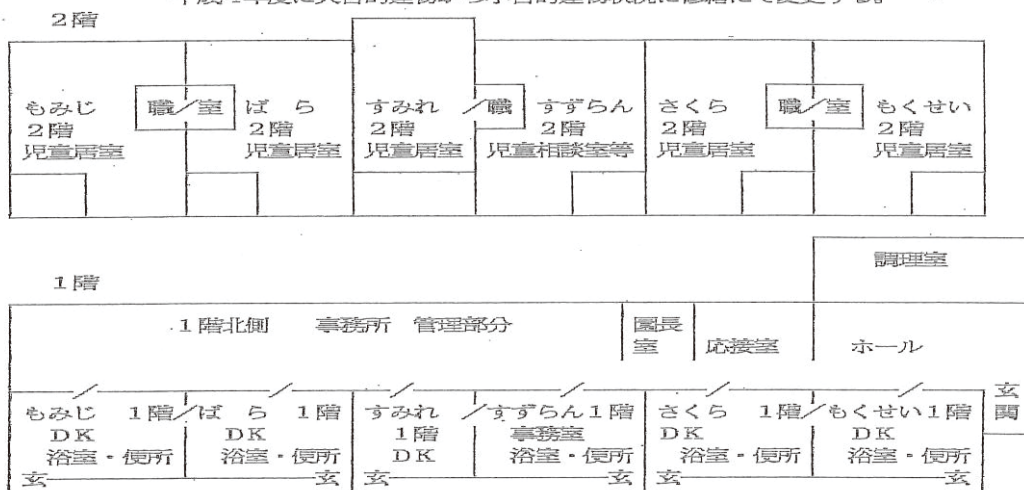 2階
もみじ 職 室 ば ら すみれ 職 すずらん さくら 職 室 もくせい
2階 2階 2階 2階 2階 2階
児童居室 児童居室 児童居室 児童相談室等 児童居室 児童居室
調理室
1階
1階北側 事務所 管理部分 園長室 応接室 ホール
玄関
もみじ 1階 ば ら 1階 すみれ すずらん1階 さくら 1階 もくせい1階
DK DK 1階 事務室 DK DK
浴室・便所 浴室・便所 DK 浴室・便所 浴室・便所 浴室・便所
玄 玄 玄 玄 玄 玄